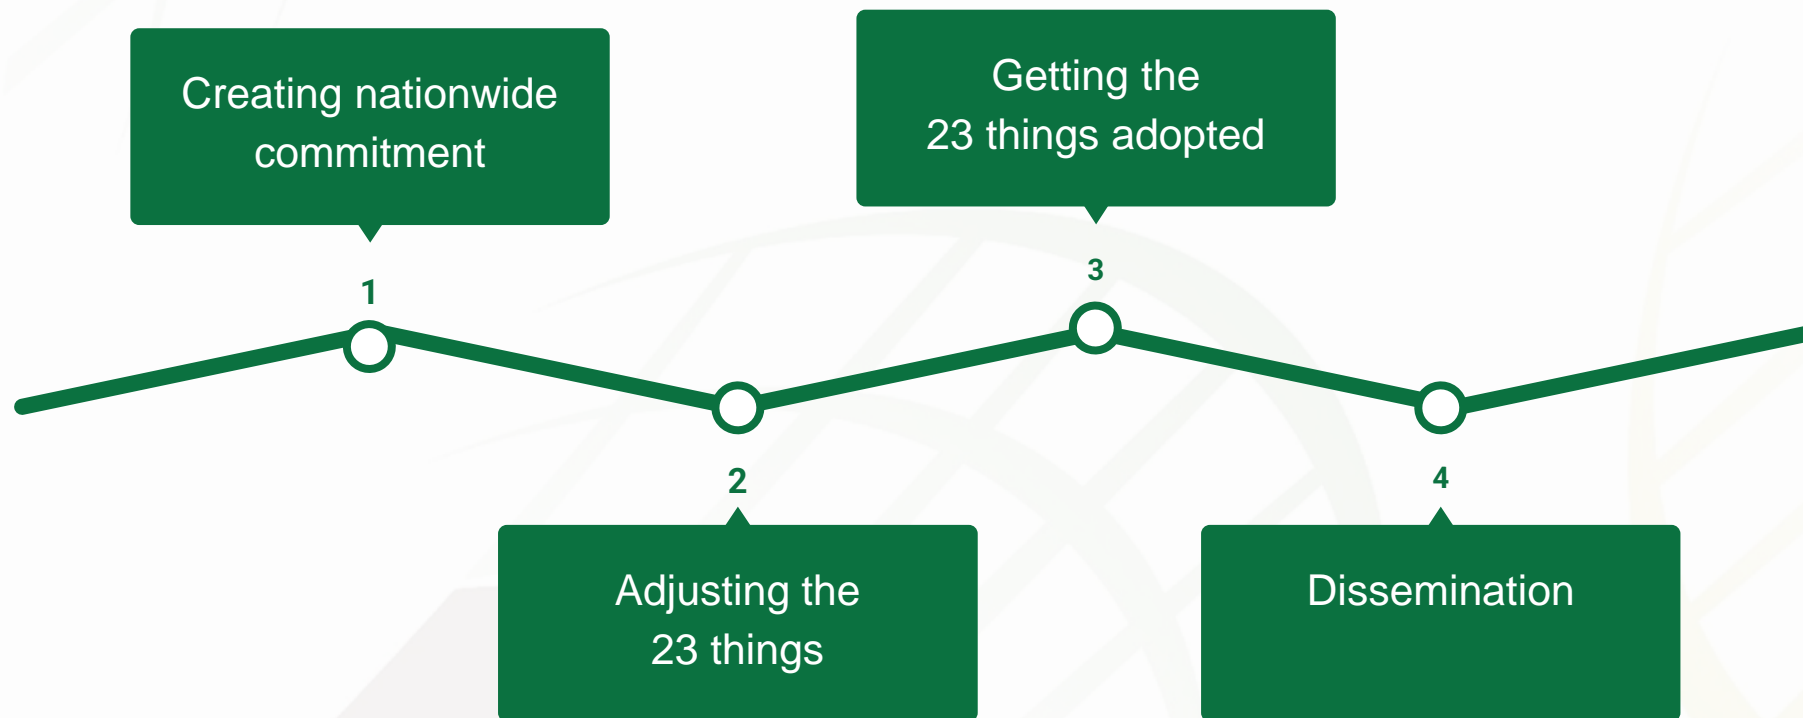 Creating nationwide
commitment
1
2
Adjusting the
23 things
Getting the
23 things adopted
3
4
Dissemination